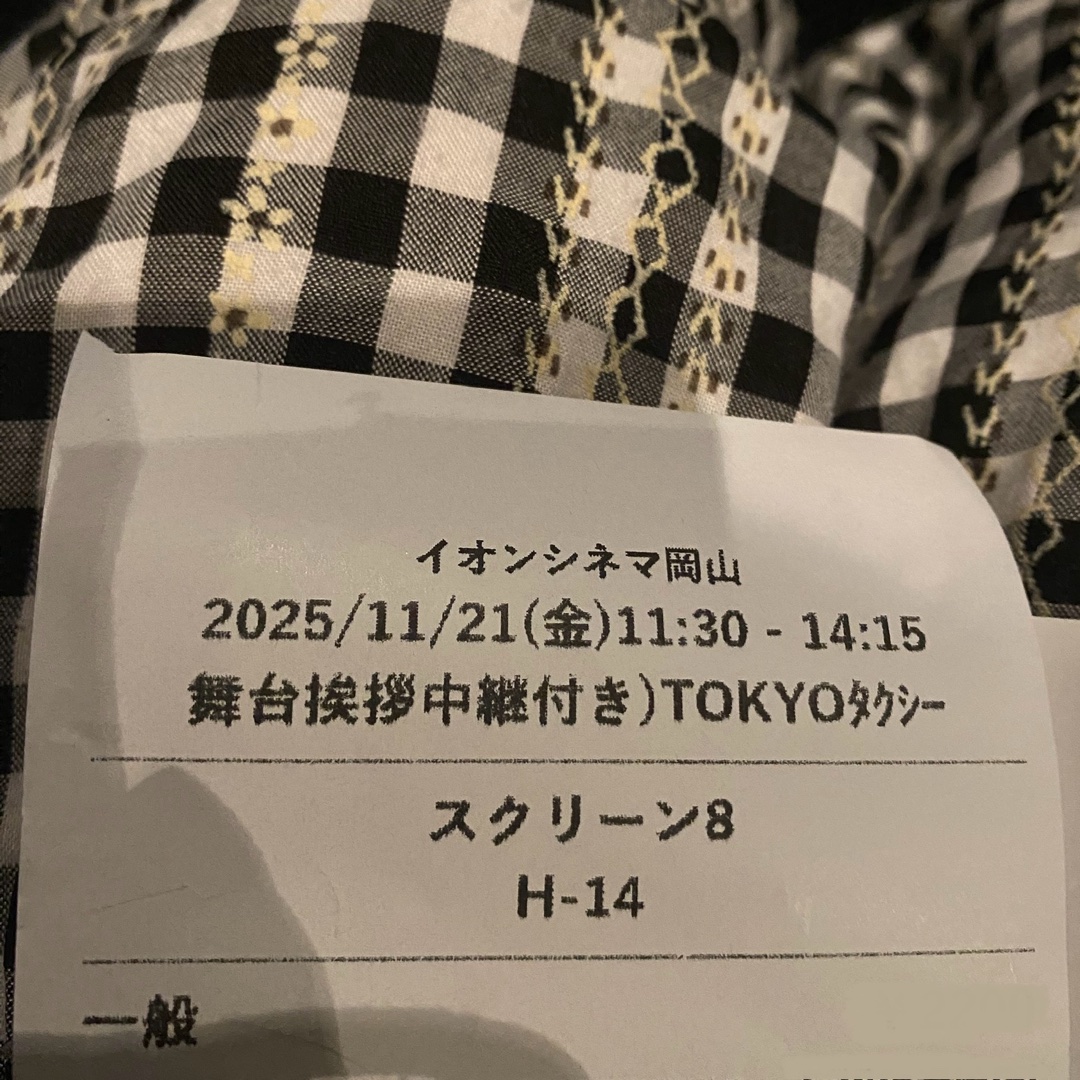 イオンシネマ岡山
2025/11/21(金)11:30 - 14:15
舞台挨拶中継付き)TOKYOﾀｸｼｰ
スクリーン8
H-14
一般